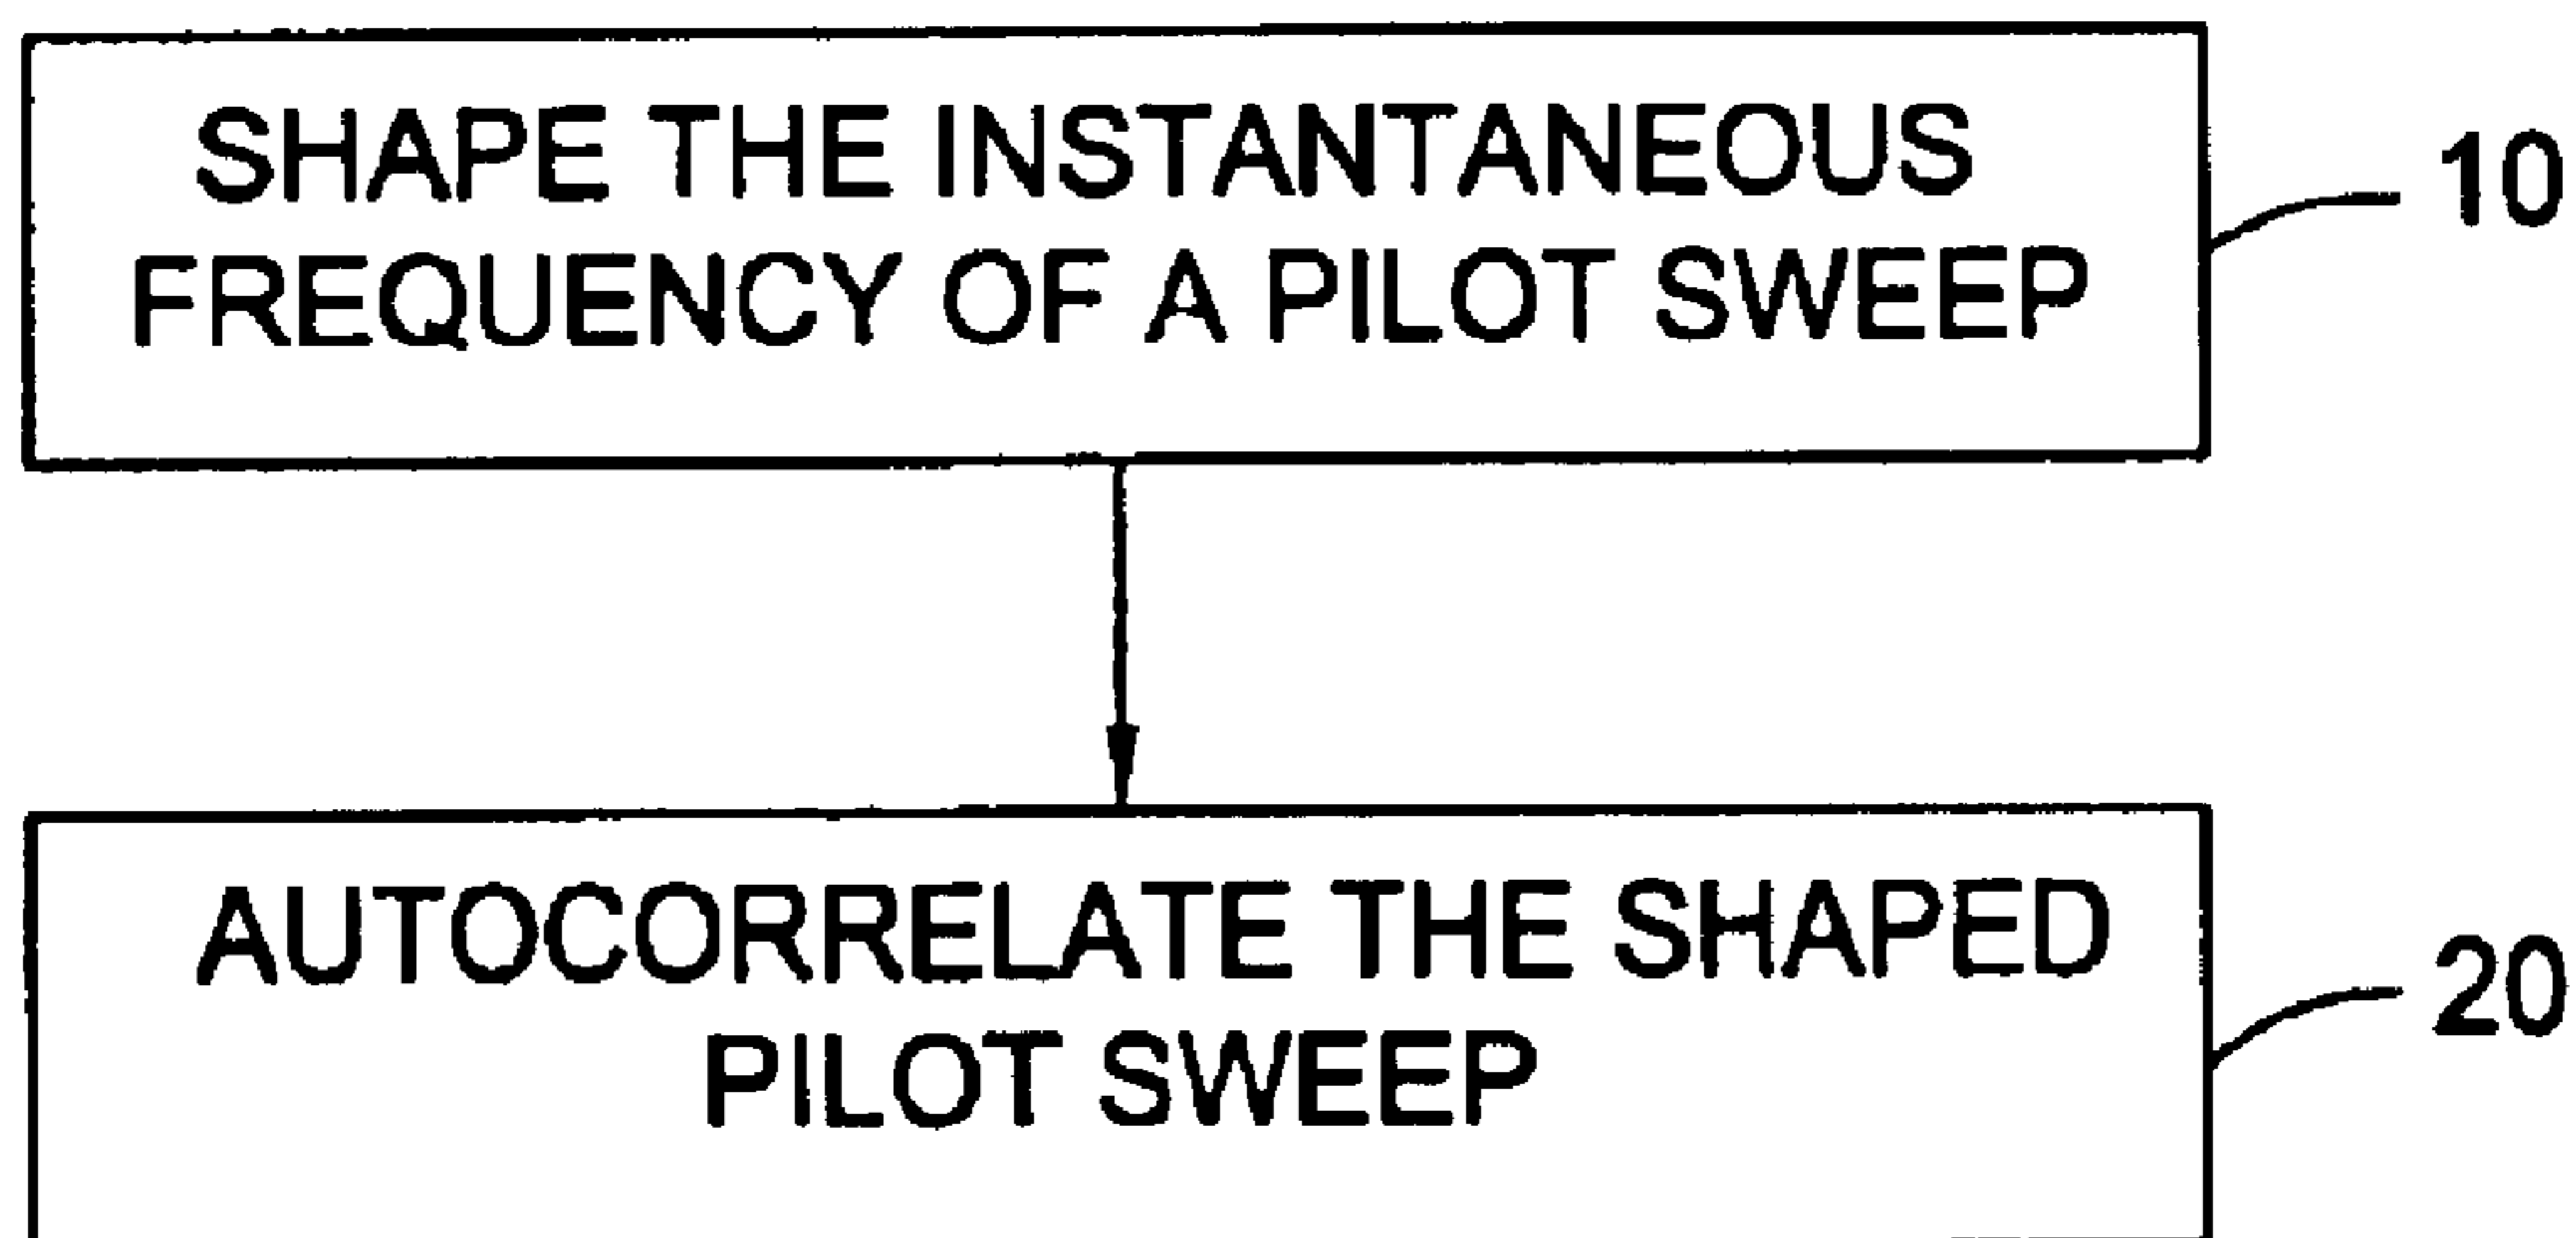 SHAPE THE INSTANTANEOUS
FREQUENCY OF A PILOT SWEEP
10
AUTOCORRELATE THE SHAPED
PILOT SWEEP
20